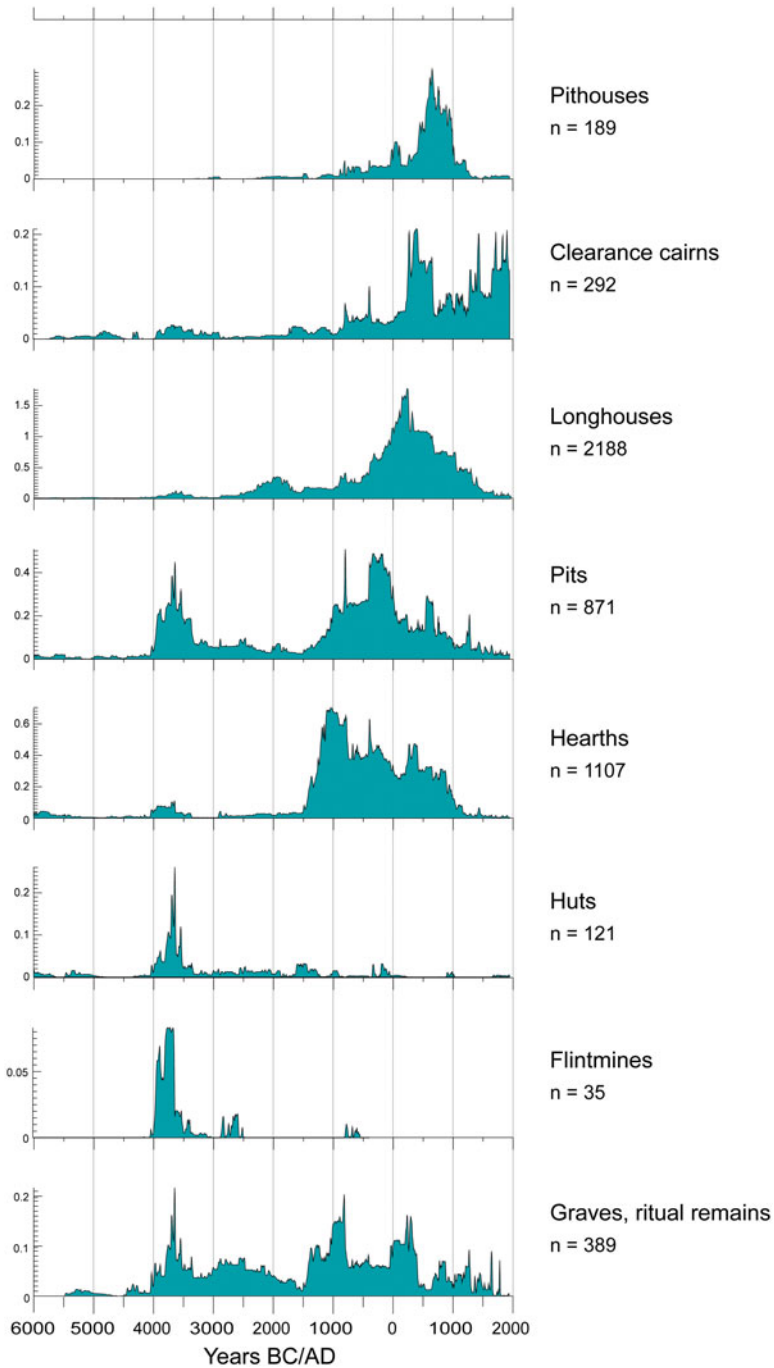 0.2
0.1
0
Pithouses
n = 189
0.2
0.1
0
Clearance cairns
n = 292
1.5
1
0.5
0
Longhouses
n = 2188
0.4
0.2
0
Pits
n = 871
0.6
0.4
0.2
0
Hearths
n = 1107
0.2
0.1
0
Huts
n = 121
0.05
0
Flintmines
n = 35
0.2
0.1
0
Graves, ritual remains
n = 389
6000 5000 4000 3000 2000 1000 0 1000 2000
Years BC/AD